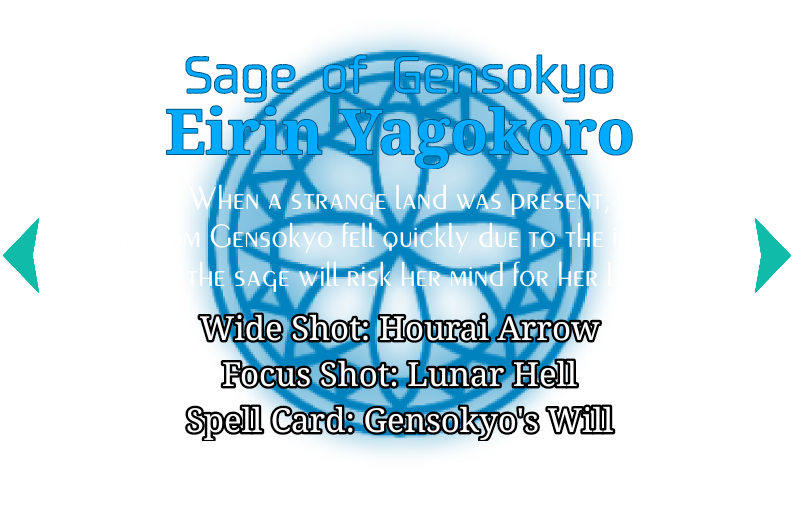 Sage of Gensokyo
Eirin Yagokoro
When a strange land was present,
Gensokyo fell quickly due to the
the sage will risk her mind for her
Wide Shot: Hourai Arrow
Focus Shot: Lunar Hell
Spell Card: Gensokyo's Will